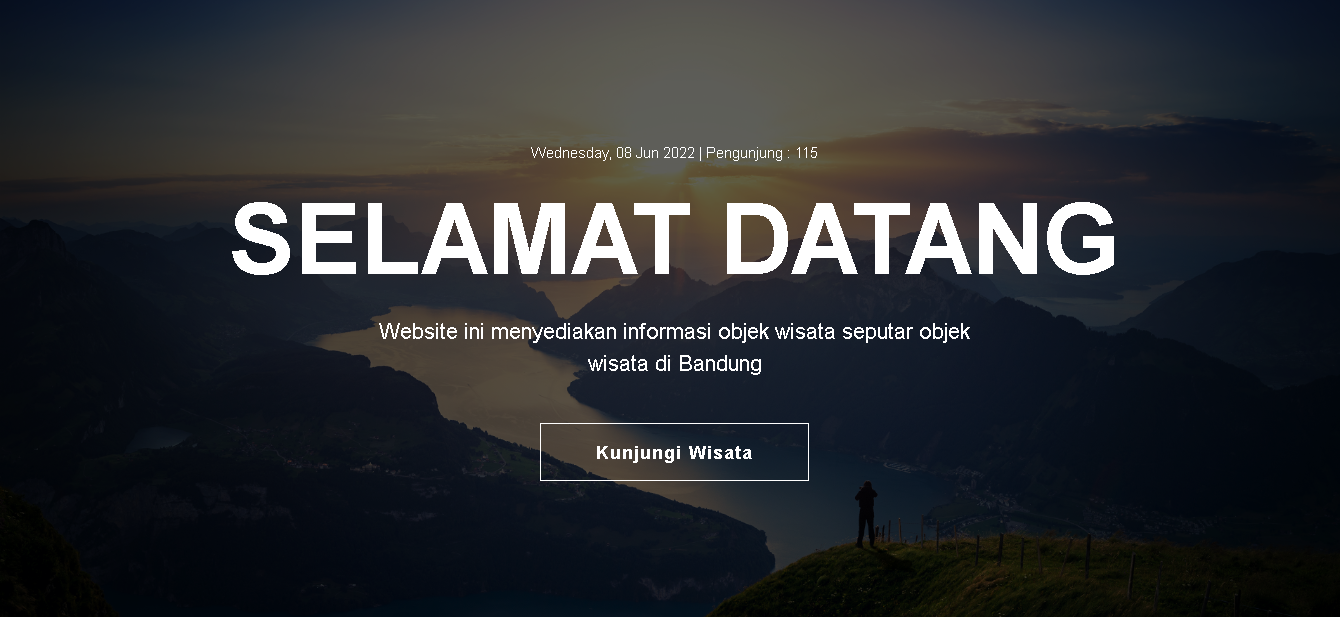 Wednesday, 08 Jun 2022 | Pengunjung : 115
SELAMAT DATANG
Website ini menyediakan informasi objek wisata seputar objek
wisata di Bandung
Kunjungi Wisata